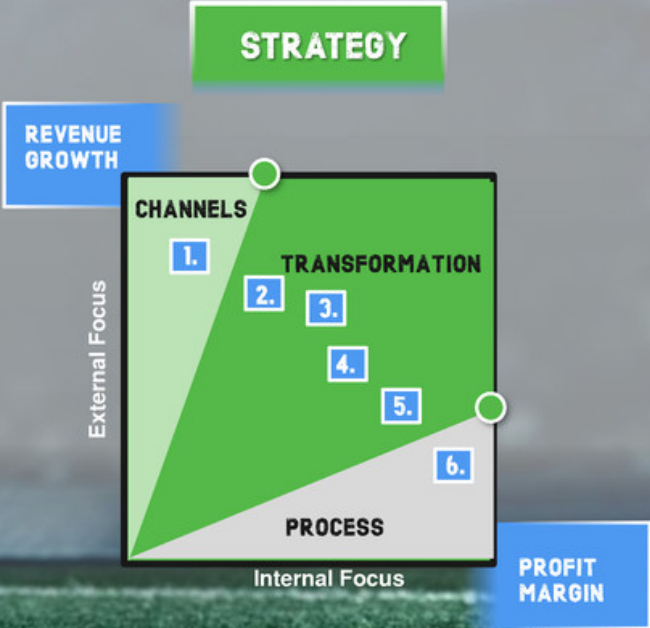 STRATEGY
REVENUE
GROWTH
CHANNELS
1.
TRANSFORMATION
2.
3.
4.
5.
6.
PROCESS
External Focus
Internal Focus
PROFIT
MARGIN